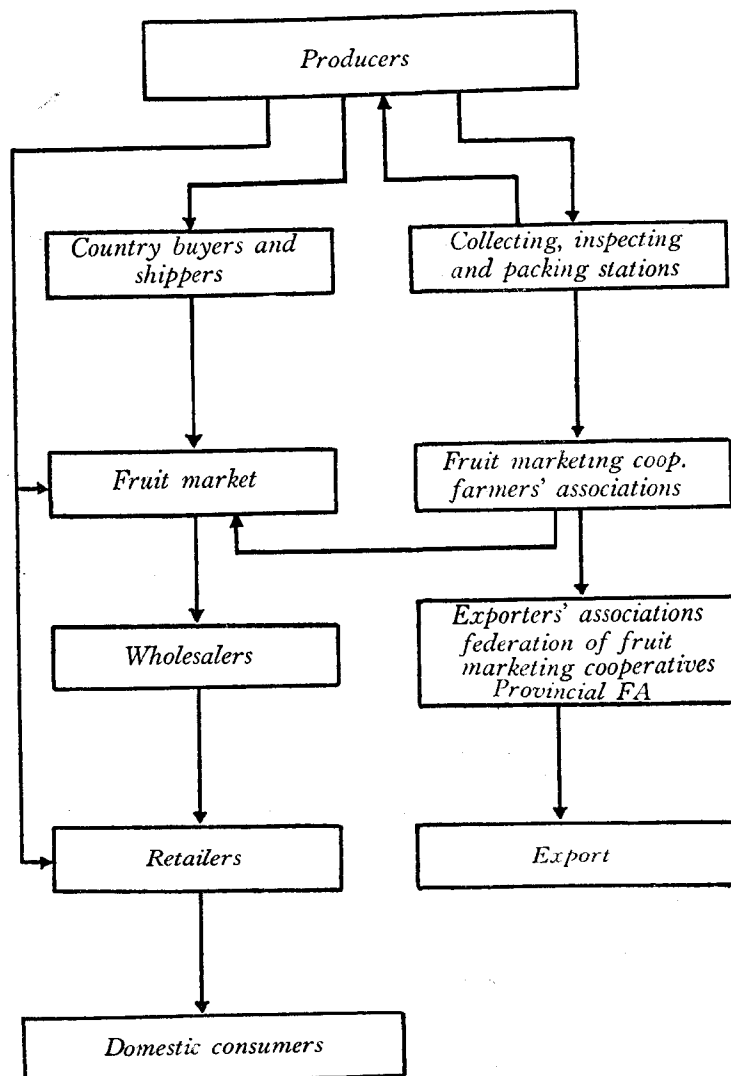 Producers
Country buyers and
shippers
Collecting, inspecting
and packing stations
Fruit market
Fruit marketing coop.
farmers' associations
Wholesalers
Exporters' associations
federation of fruit
marketing cooperatives
Provincial FA
Retailers
Export
Domestic consumers